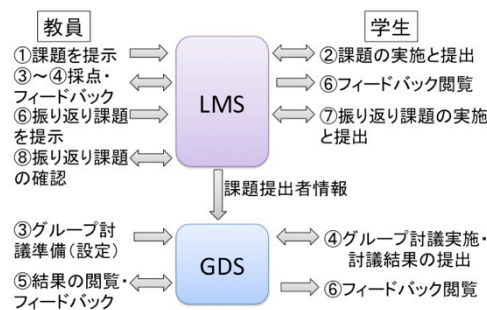 教員
学生
①課題を提示
③～④採点・
フィードバック
⑥振り返り課題
を提示
⑧振り返り課題
の確認
LMS
②課題の実施と提出
⑥フィードバック閲覧
⑦振り返り課題の実施
と提出
課題提出者情報
③グループ討
議準備（設定）
⑤結果の閲覧・
フィードバック
GDS
④グループ討議実施・
討議結果の提出
⑥フィードバック閲覧